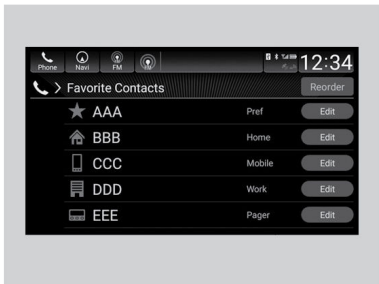 Phone Navi FM
12:34
Favorite Contacts Reorder
AAA Pref Edit
BBB Home Edit
CCC Mobile Edit
DDD Work Edit
EEE Pager Edit